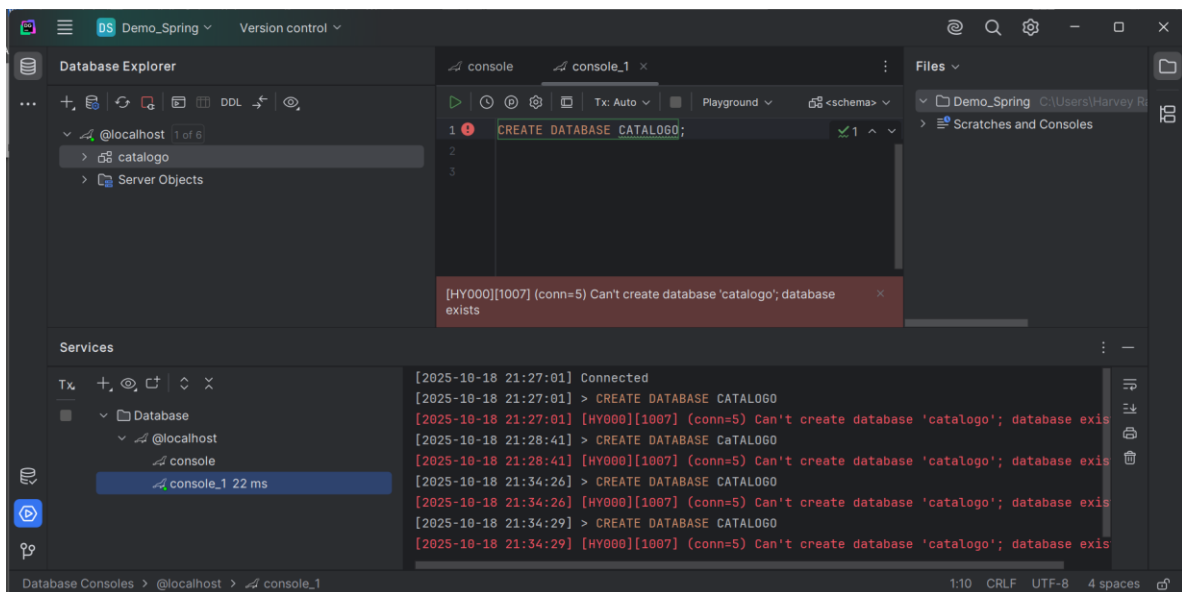 DS Demo_Spring Version control
Database Explorer
DDL
@localhost 1 of 6
catalogo
Server Objects
console console_1
Tx: Auto Playground <schema>
1 CREATE DATABASE CATALOGO; 1
2
3
[HY000][1007] (conn=5) Can't create database 'catalogo'; database
exists
Files
Demo_Spring C:\Users\Harvey Ra
Scratches and Consoles
Services
Tx
Database
@localhost
console
console_1 22 ms
[2025-10-18 21:27:01] Connected
[2025-10-18 21:27:01] > CREATE DATABASE CATALOGO
[2025-10-18 21:27:01] [HY000][1007] (conn=5) Can't create database 'catalogo'; database exis
[2025-10-18 21:28:41] > CREATE DATABASE CaTALOGO
[2025-10-18 21:28:41] [HY000][1007] (conn=5) Can't create database 'catalogo'; database exis
[2025-10-18 21:34:26] > CREATE DATABASE CATALOGO
[2025-10-18 21:34:26] [HY000][1007] (conn=5) Can't create database 'catalogo'; database exis
[2025-10-18 21:34:29] > CREATE DATABASE CATALOGO
[2025-10-18 21:34:29] [HY000][1007] (conn=5) Can't create database 'catalogo'; database exis
Database Consoles > @localhost > console_1 1:10 CRLF UTF-8 4 spaces